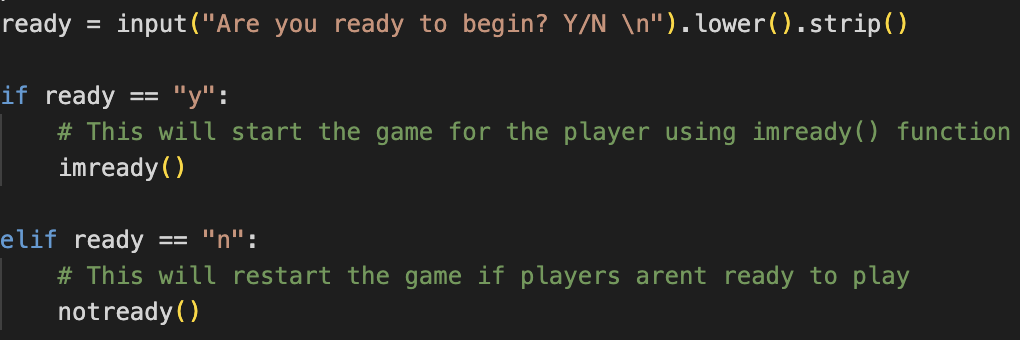 ready = input("Are you ready to begin? Y/N \n").lower().strip()
if ready == "y":
# This will start the game for the player using imready() function
imready()
elif ready == "n":
# This will restart the game if players arent ready to play
notready()